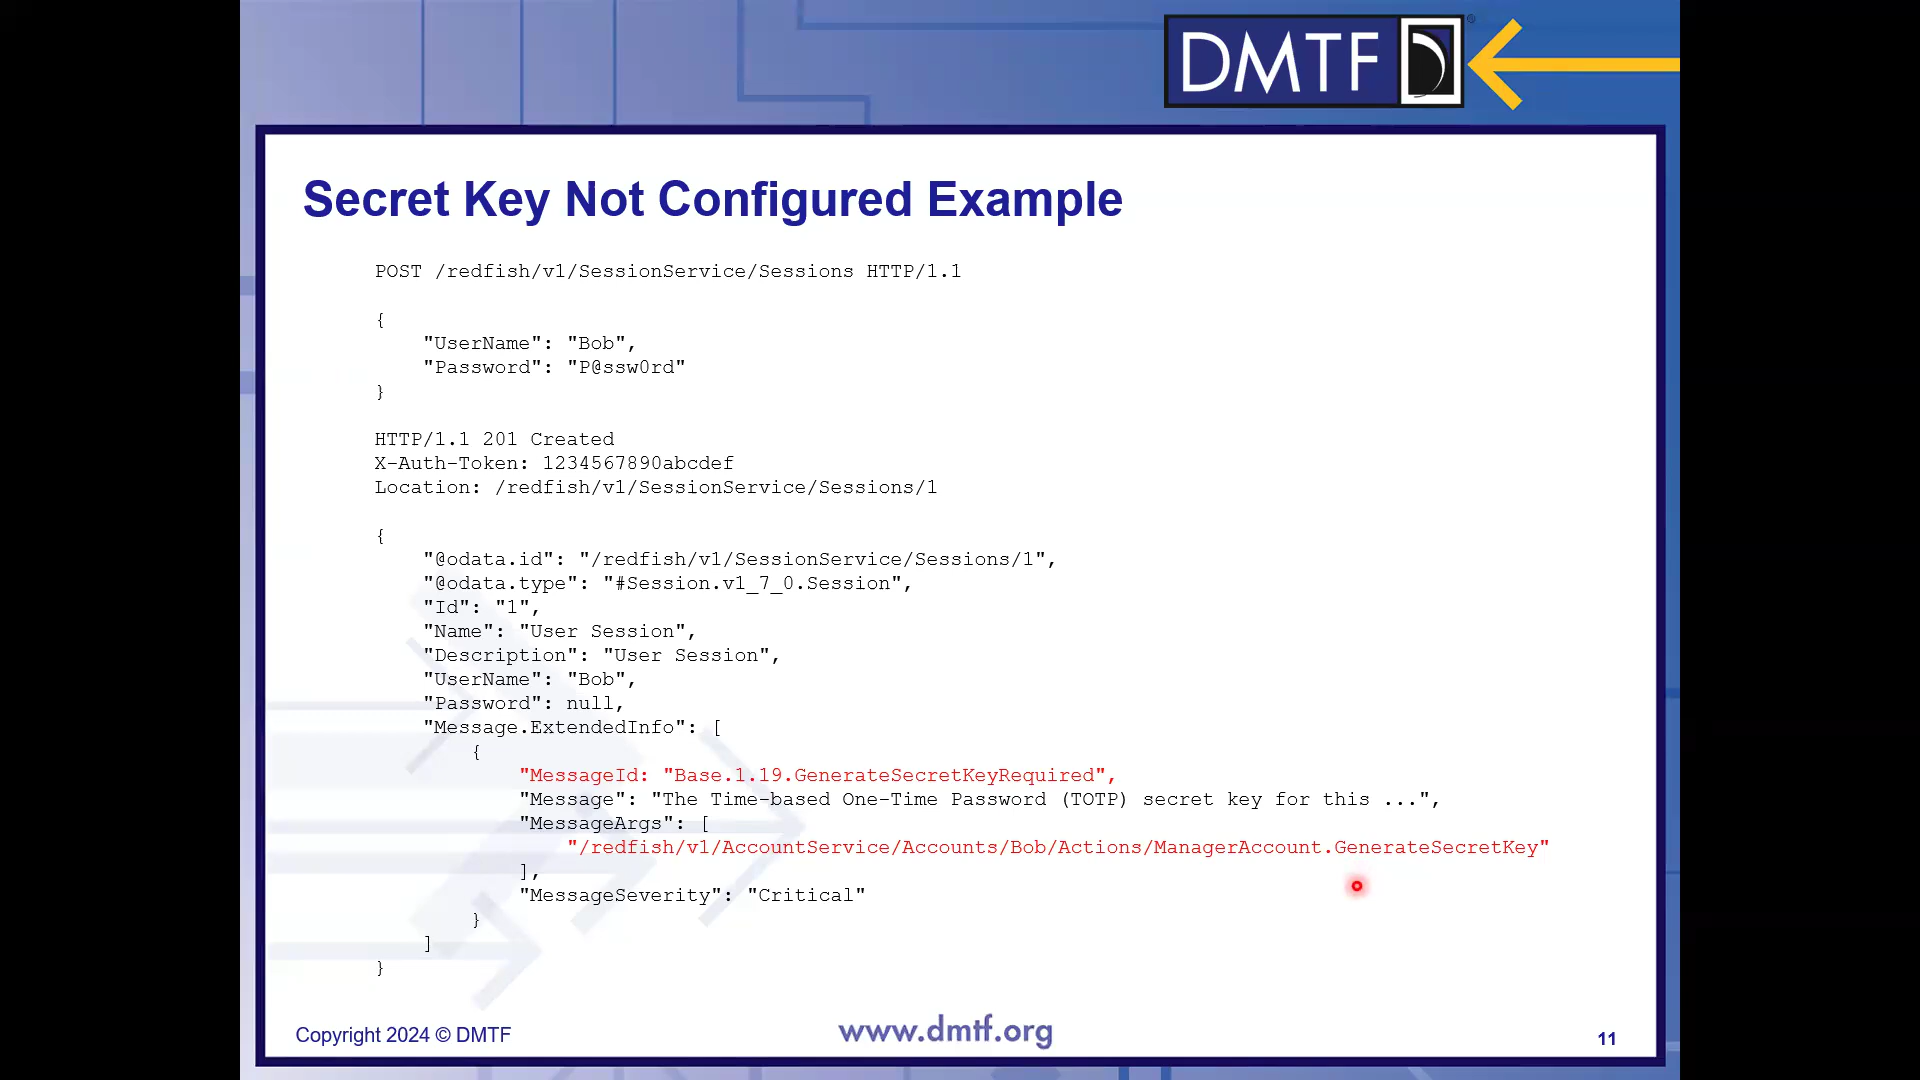 DMTF
Secret Key Not Configured Example
POST /redfish/v1/SessionService/Sessions HTTP/1.1
{
"UserName": "Bob",
"Password": "P@ssw0rd"
}
HTTP/1.1 201 Created
X-Auth-Token: 1234567890abcdef
Location: /redfish/v1/SessionService/Sessions/1
{
"@odata.id": "/redfish/v1/SessionService/Sessions/1",
"@odata.type": "#Session.v1_7_0.Session",
"Id": "1",
"Name": "User Session",
"Description": "User Session",
"UserName": "Bob",
"Password": null,
"Message.ExtendedInfo": [
{
"MessageId: "Base.1.19.GenerateSecretKeyRequired",
"Message": "The Time-based One-Time Password (TOTP) secret key for this ...",
"MessageArgs": [
"/redfish/v1/AccountService/Accounts/Bob/Actions/ManagerAccount.GenerateSecretKey"
],
"MessageSeverity": "Critical"
}
]
}
Copyright 2024 © DMTF
www.dmtf.org
11